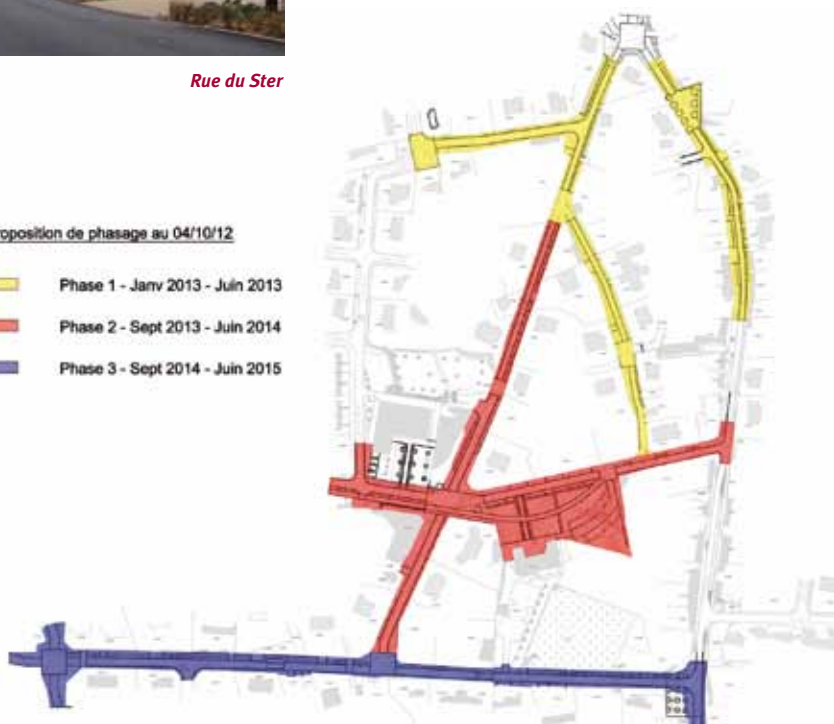 Rue du Ster
roposition de phasage au 04/10/12
Phase 1 - Janv 2013 - Juin 2013
Phase 2 - Sept 2013 - Juin 2014
Phase 3 - Sept 2014 - Juin 2015